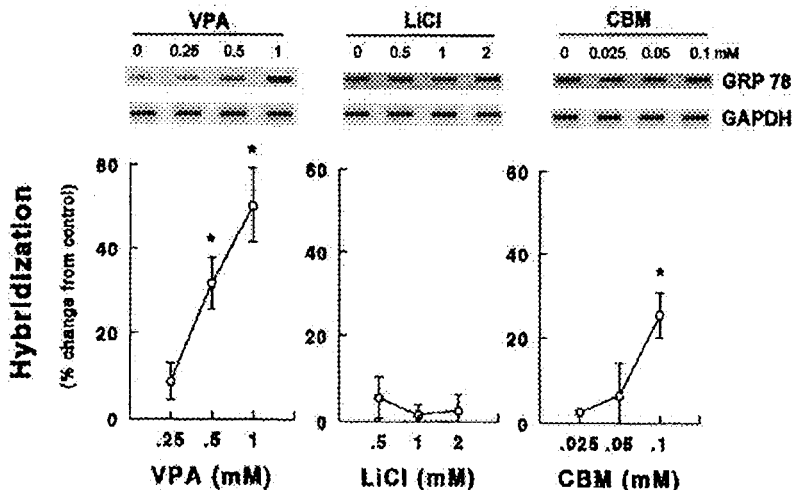 VPA LiCl CBM
0 0.25 0.5 1 0 0.5 1 2 0 0.025 0.05 0.1 mM
GRP 78
GAPDH
Hybridization
(% change from control)
60 60 60
40 40 40
20 20 20
0 0 0
* * *
.25 .5 1 .5 1 2 .025 .05 .1
VPA (mM) LiCl (mM) CBM (mM)